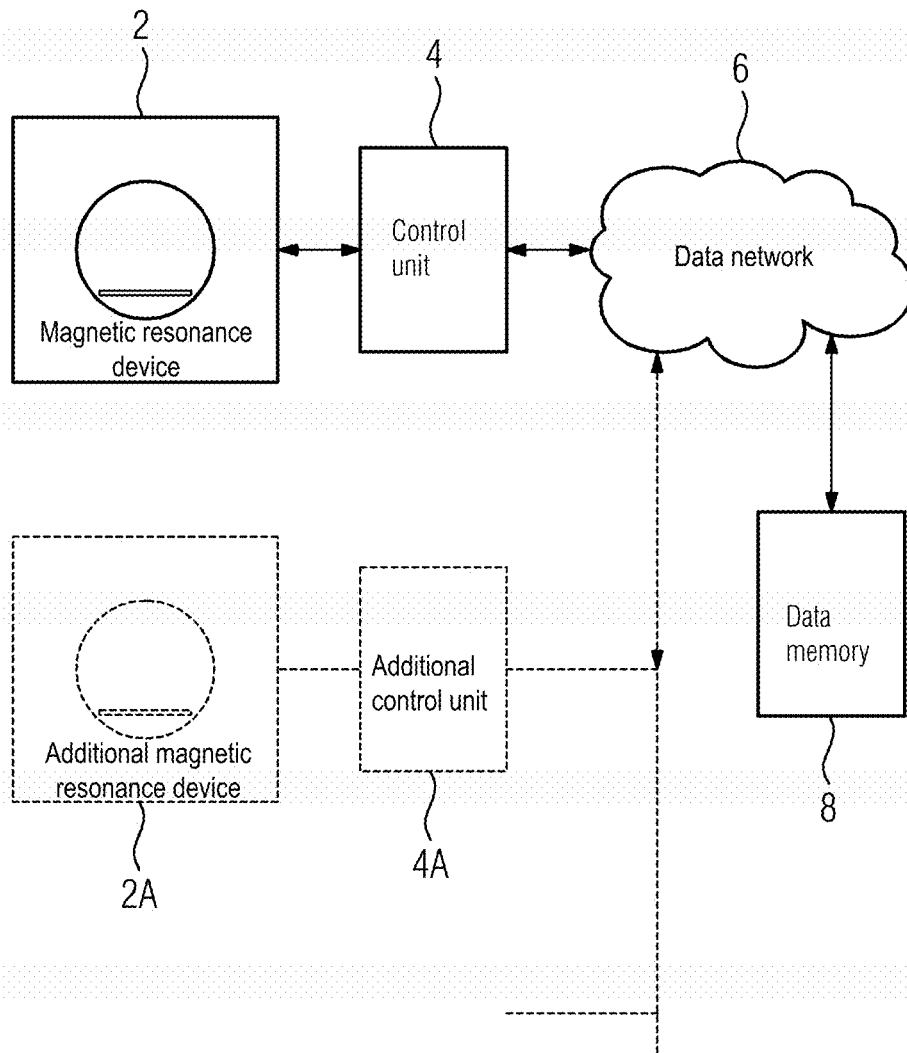 2
4
6
Control
unit
Data network
Magnetic resonance
device
Data
memory
Additional
control unit
Additional magnetic
resonance device
8
4A
2A